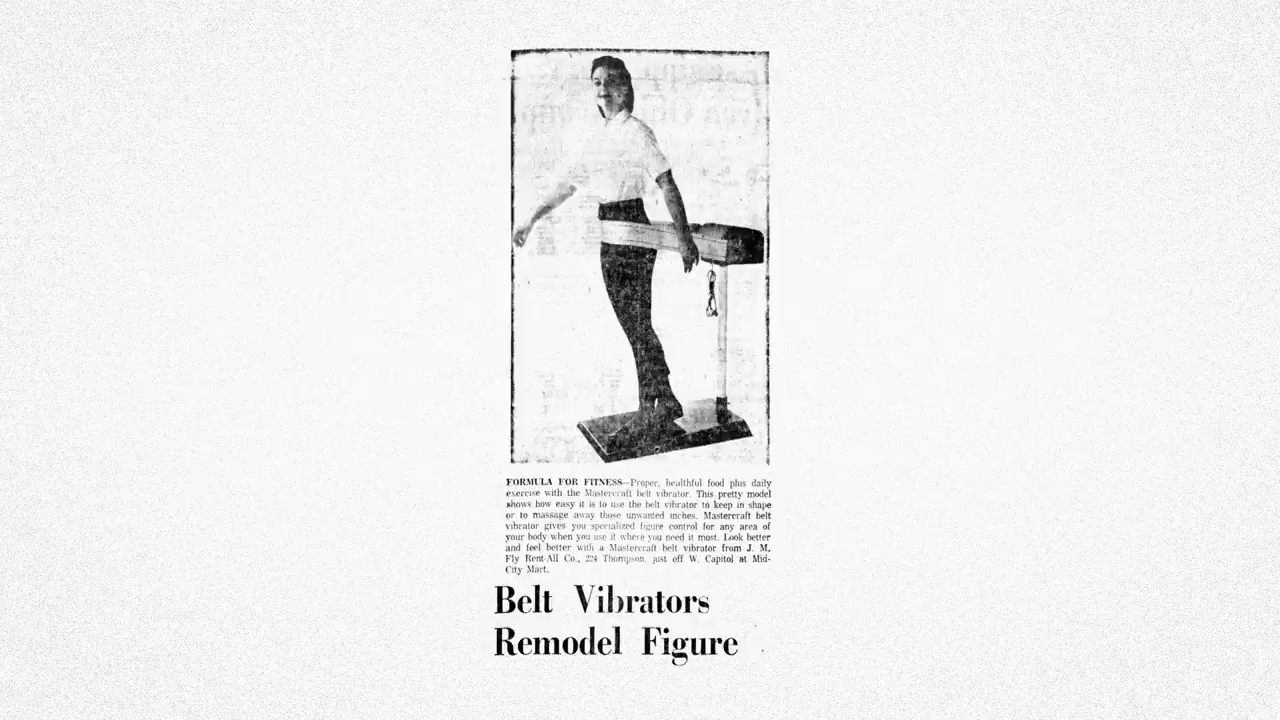 FORMULA FOR FITNESS—Proper, healthful food plus daily
exercise with the Mastercraft belt vibrator. This pretty model
shows how easy it is to use the belt vibrator to keep in shape
or to massage away those unwanted inches. Mastercraft belt
vibrator gives you specialized figure control for any area of
your body when you use it where you need it most. Look better
and feel better with a Mastercraft belt vibrator from J. M.
Fly Rent-All Co., 224 Thompson, just off W. Capitol at Mid-
City Mart.
Belt Vibrators
Remodel Figure